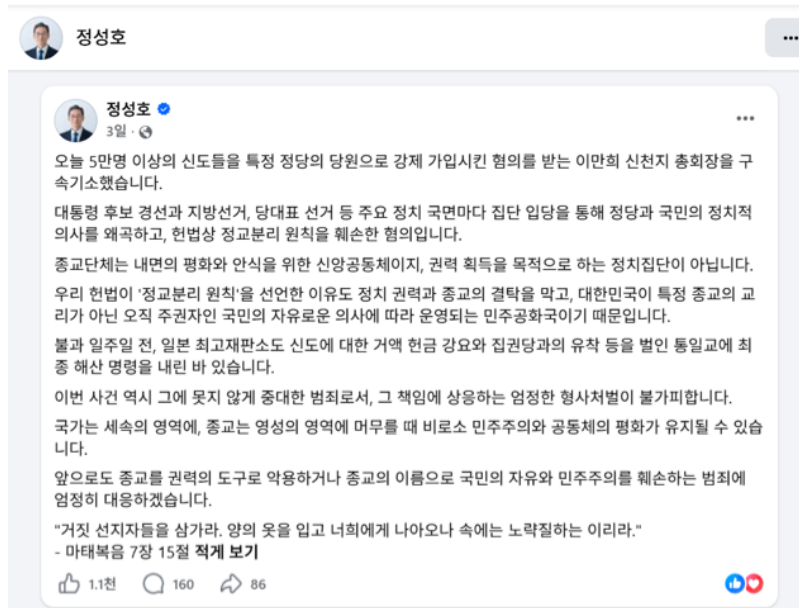 정성호
정성호
3일 ·
오늘 5만명 이상의 신도들을 특정 정당의 당원으로 강제 가입시킨 혐의를 받는 이만희 신천지 총회장을 구
속기소했습니다.
대통령 후보 경선과 지방선거, 당대표 선거 등 주요 정치 국면마다 집단 입당을 통해 정당과 국민의 정치적
의사를 왜곡하고, 헌법상 정교분리 원칙을 훼손한 혐의입니다.
종교단체는 내면의 평화와 안식을 위한 신앙공동체이지, 권력 획득을 목적으로 하는 정치집단이 아닙니다.
우리 헌법이 '정교분리 원칙'을 선언한 이유도 정치 권력과 종교의 결탁을 막고, 대한민국이 특정 종교의 교
리가 아닌 오직 주권자인 국민의 자유로운 의사에 따라 운영되는 민주공화국이기 때문입니다.
불과 일주일 전, 일본 최고재판소도 신도에 대한 거액 헌금 강요와 집권당과의 유착 등을 벌인 통일교에 최
종 해산 명령을 내린 바 있습니다.
이번 사건 역시 그에 못지 않게 중대한 범죄로서, 그 책임에 상응하는 엄정한 형사처벌이 불가피합니다.
국가는 세속의 영역에, 종교는 영성의 영역에 머무를 때 비로소 민주주의와 공동체의 평화가 유지될 수 있습
니다.
앞으로도 종교를 권력의 도구로 악용하거나 종교의 이름으로 국민의 자유와 민주주의를 훼손하는 범죄에
엄정히 대응하겠습니다.
"거짓 선지자들을 삼가라. 양의 옷을 입고 너희에게 나아오나 속에는 노략질하는 이리라."
- 마태복음 7장 15절 적게 보기
1.1천 160 86